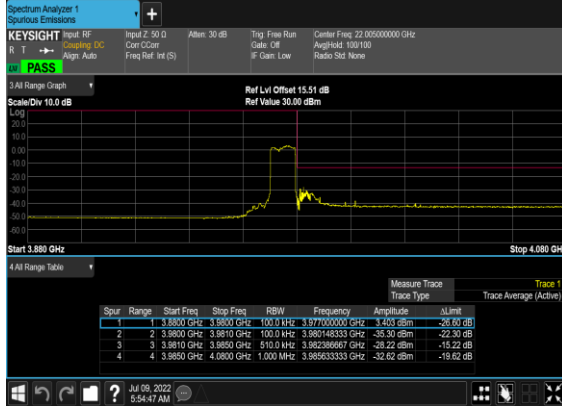 Spectrum Analyzer 1
Spurious Emissions
+
KEYSIGHT Input: RF Input Z: 50 Ω Atten: 30 dB Trig: Free Run Center Freq: 22.005000000 GHz
R T Coupling: DC Corr CCorr Gate: Off Avg|Hold: 100/100
Align: Auto Freq Ref: Int (S) IF Gain: Low Radio Std: None
PASS
3 All Range Graph
Ref Lvl Offset 15.51 dB
Scale/Div 10.0 dB Ref Value 30.00 dBm
Log
20.0
10.0
0.00
-10.0
-20.0
-30.0
-40.0
-50.0
-60.0
Start 3.880 GHz Stop 4.080 GH
4 All Range Table
Measure Trace Trace 1
Trace Type Trace Average (Active)
Spur Range Start Freq Stop Freq RBW Frequency Amplitude ΔLimit
1 1 3.8800 GHz 3.9800 GHz 100.0 kHz 3.977000000 GHz 3.403 dBm -26.60 dB
2 2 3.9800 GHz 3.9810 GHz 100.0 kHz 3.980148333 GHz -35.30 dBm -22.30 dB
3 3 3.9810 GHz 3.9850 GHz 510.0 kHz 3.982386667 GHz -28.22 dBm -15.22 dB
4 4 3.9850 GHz 4.0800 GHz 1.000 MHz 3.985633333 GHz -32.62 dBm -19.62 dB
?
Jul 09, 2022
5:54:47 AM